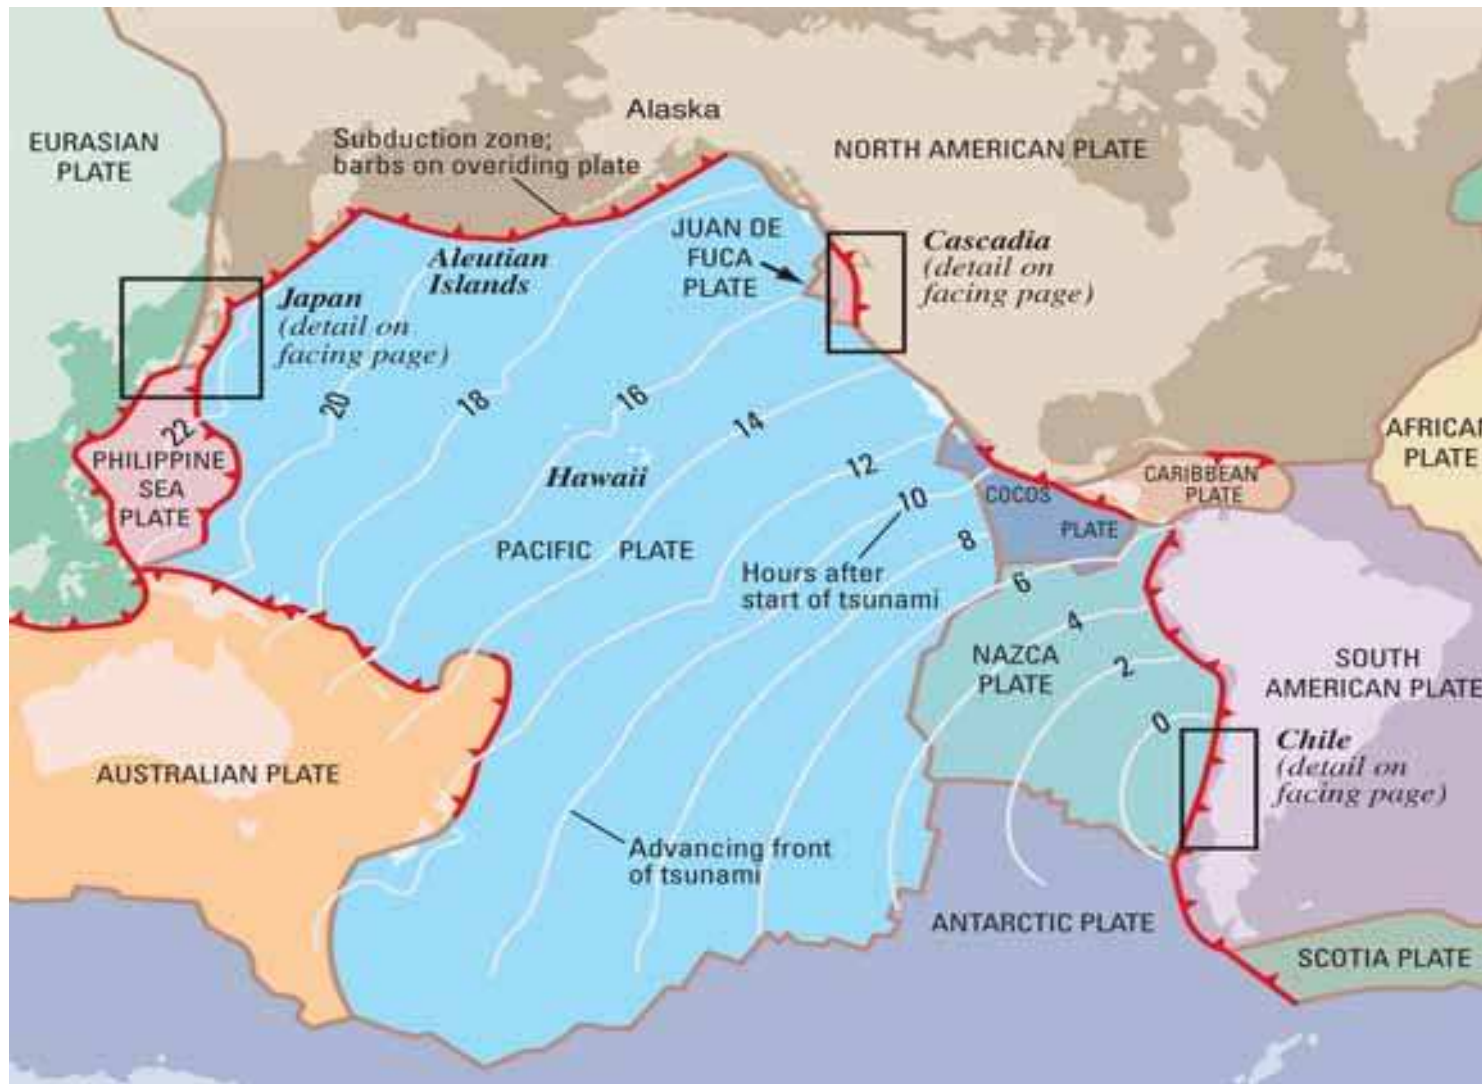 Alaska
EURASIAN
PLATE
Subduction zone;
barbs on overiding plate
NORTH AMERICAN PLATE
JUAN DE
FUCA
PLATE
Cascadia
(detail on
facing page)
Aleutian
Islands
Japan
(detail on
facing page)
20
18
16
14
22
12
10
8
6
4
2
0
PHILIPPINE
SEA
PLATE
Hawaii
PACIFIC PLATE
COCOS
PLATE
CARIBBEAN
PLATE
AFRICAN
PLATE
Hours after
start of tsunami
NAZCA
PLATE
SOUTH
AMERICAN PLATE
AUSTRALIAN PLATE
Chile
(detail on
facing page)
Advancing front
of tsunami
ANTARCTIC PLATE
SCOTIA PLATE